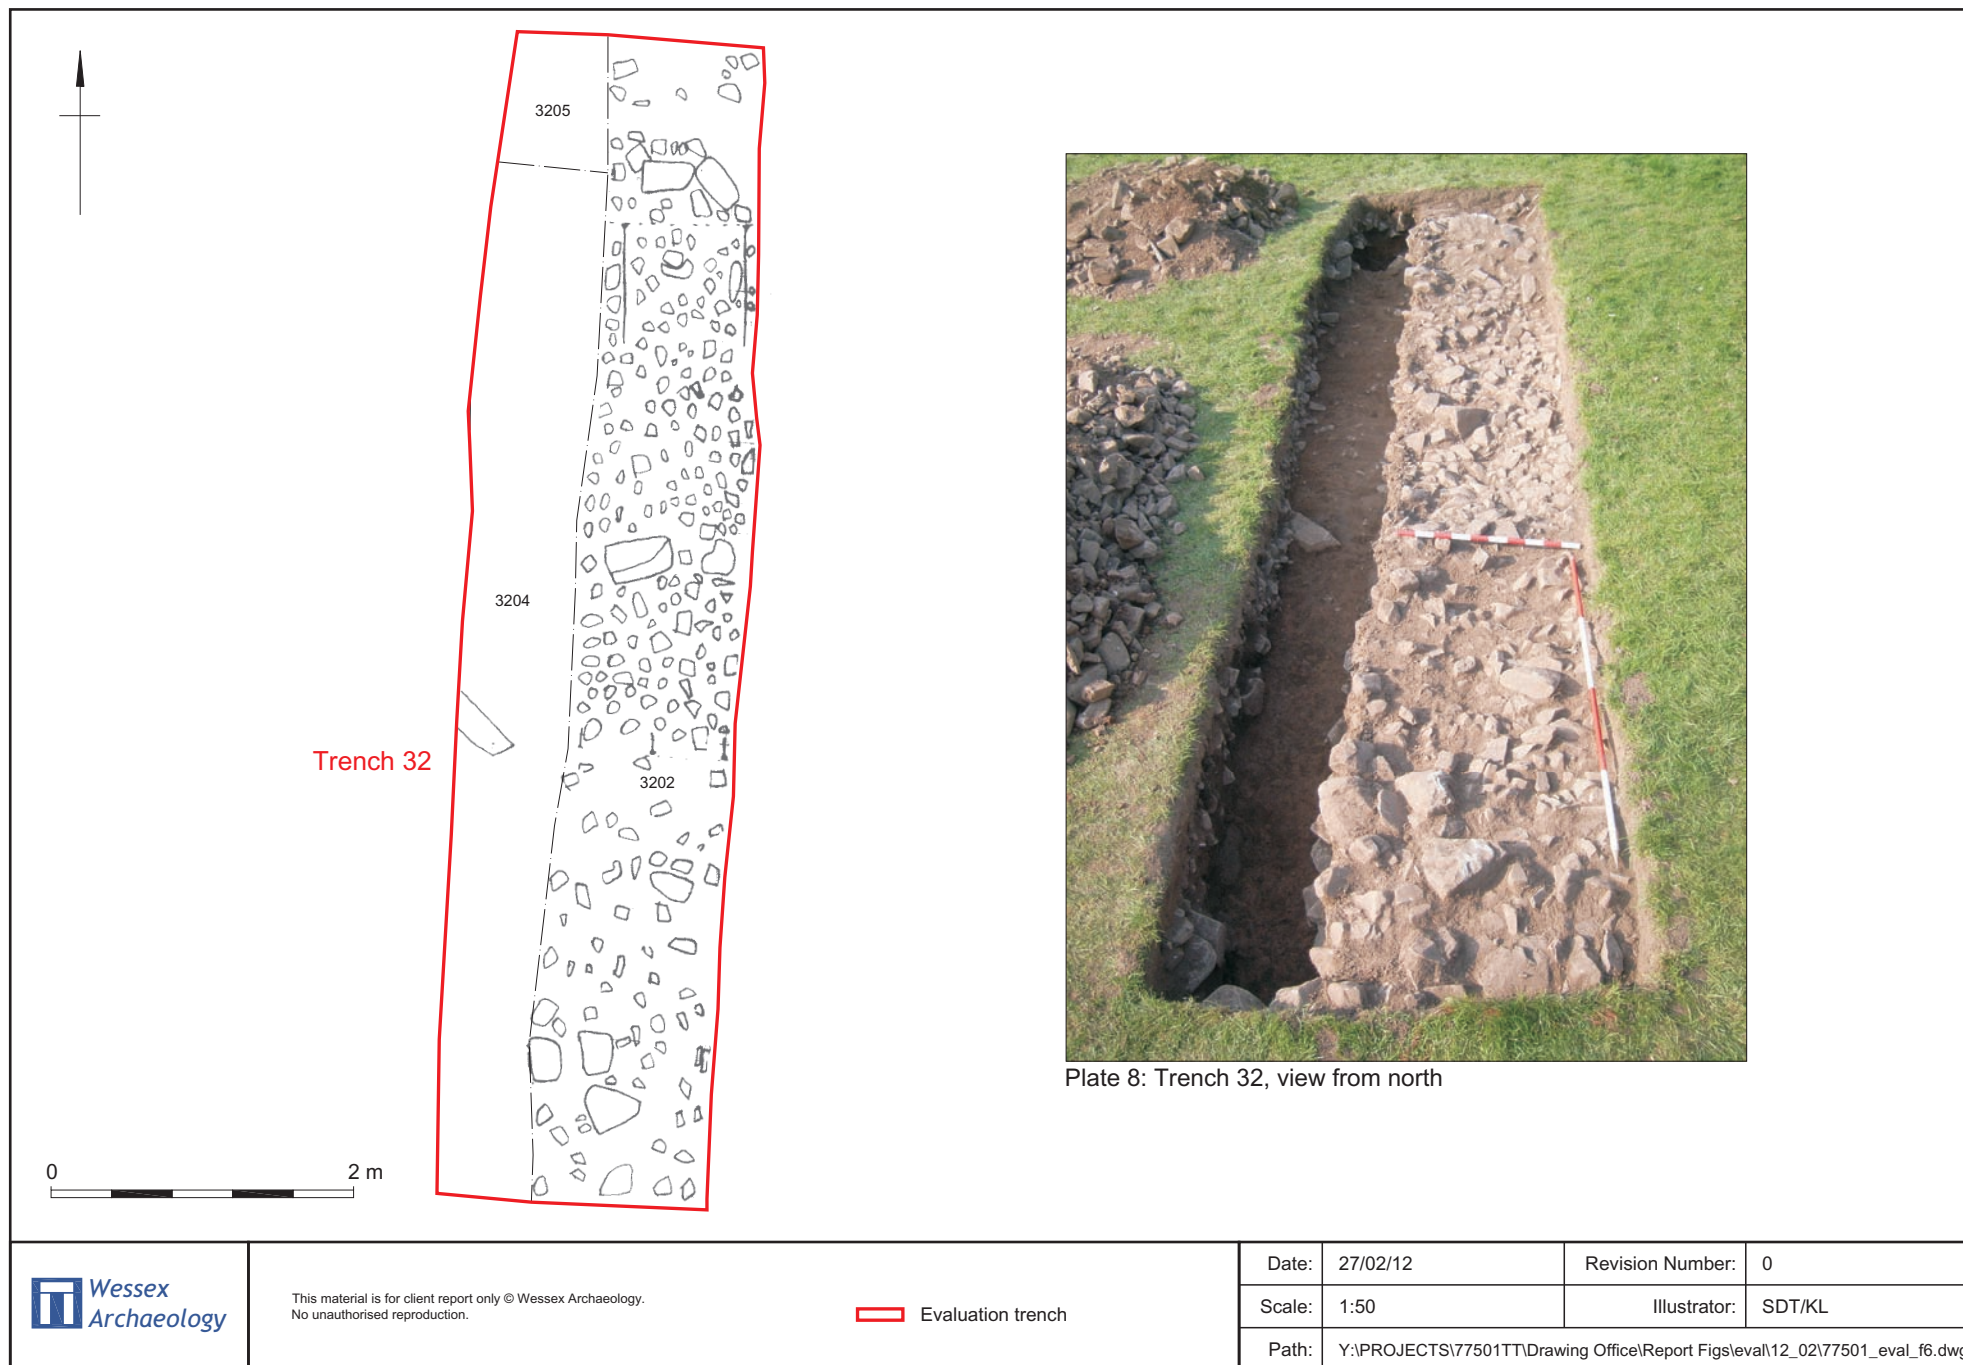 3205
3204
Trench 32
3202
0 2 m
Plate 8: Trench 32, view from north
Wessex
Archaeology
This material is for client report only © Wessex Archaeology.
No unauthorised reproduction.
Evaluation trench
Date: 27/02/12 Revision Number: 0
Scale: 1:50 Illustrator: SDT/KL
Path: Y:\PROJECTS\77501TT\Drawing Office\Report Figs\eval\12_02\77501_eval_f6.dwg